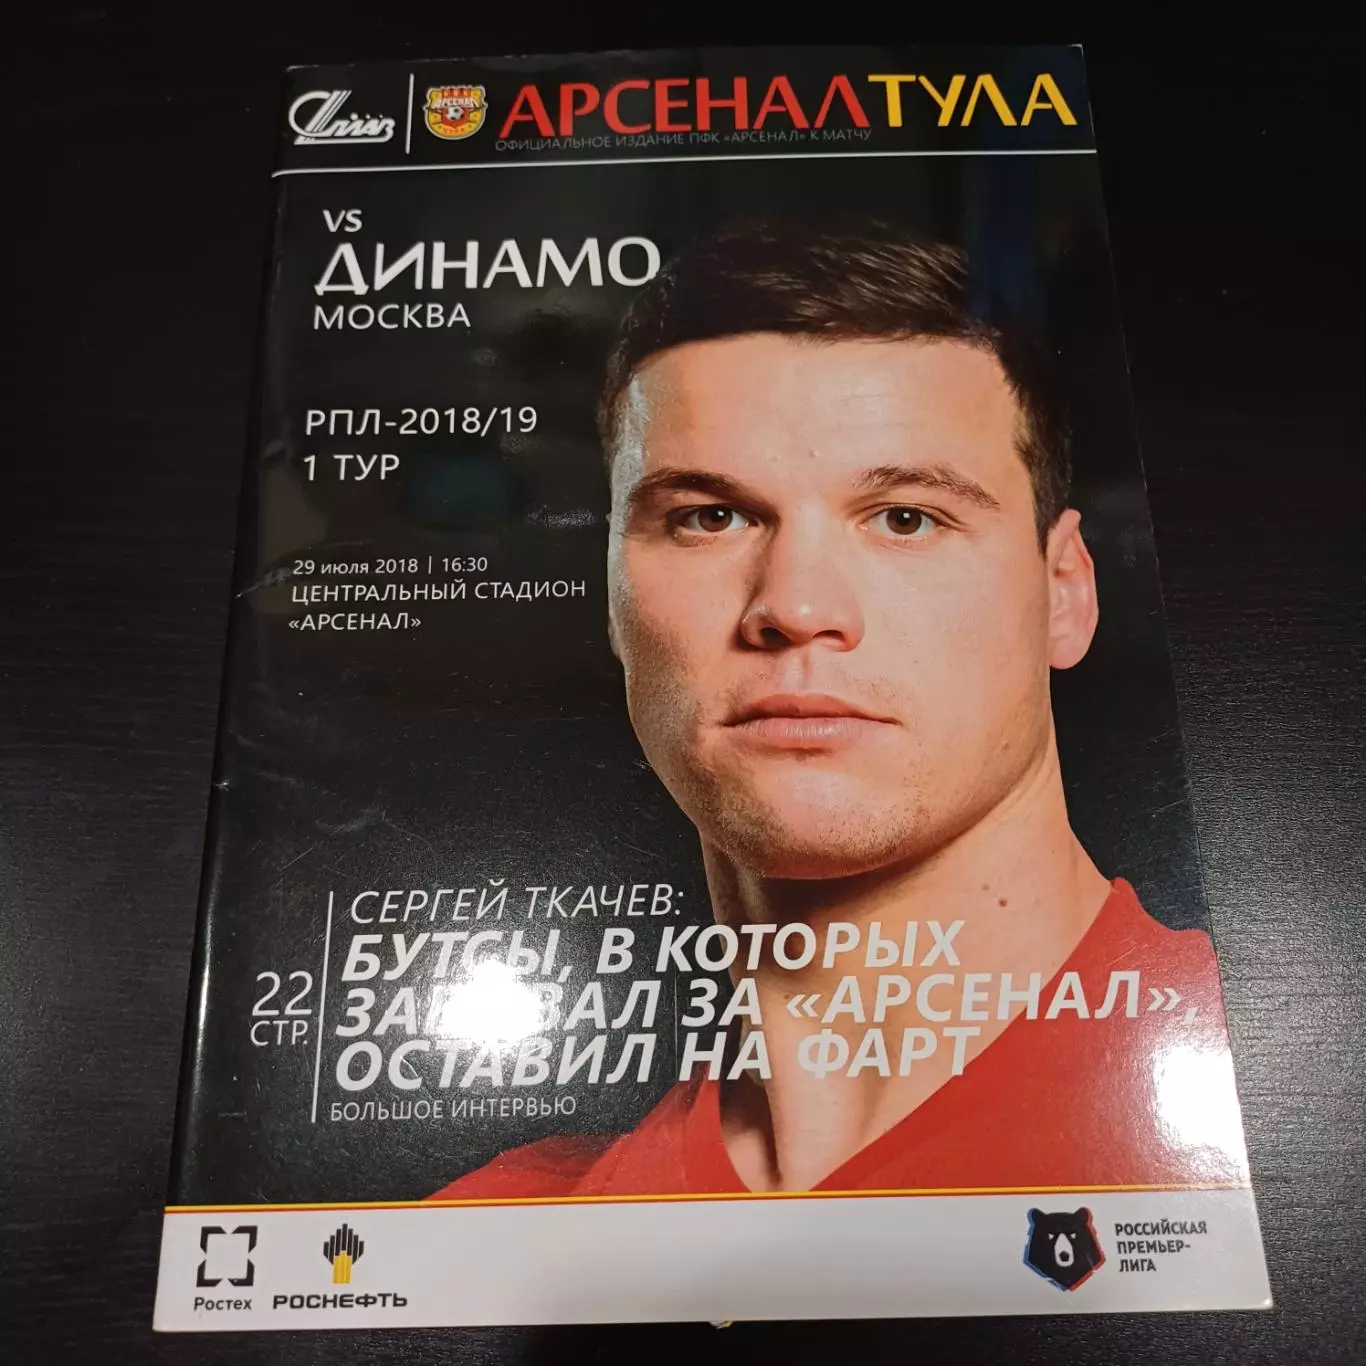 АРСЕНАЛ
АРСЕНАЛТУЛА
ОФИЦИАЛЬНОЕ ИЗДАНИЕ ПФК «АРСЕНАЛ» К МАТЧУ
VS
ДИНАМО
МОСКВА
РПЛ-2018/19
1 ТУР
29 июля 2018 | 16:30
ЦЕНТРАЛЬНЫЙ СТАДИОН
«АРСЕНАЛ»
СЕРГЕЙ ТКАЧЕВ:
БУТСЫ, В КОТОРЫХ
ЗАБИВАЛ ЗА «АРСЕНАЛ»,
ОСТАВИЛ НА ФАРТ
БОЛЬШОЕ ИНТЕРВЬЮ
22
СТР.
Ростех
РОСНЕФТЬ
РОССИЙСКАЯ
ПРЕМЬЕР-
ЛИГА